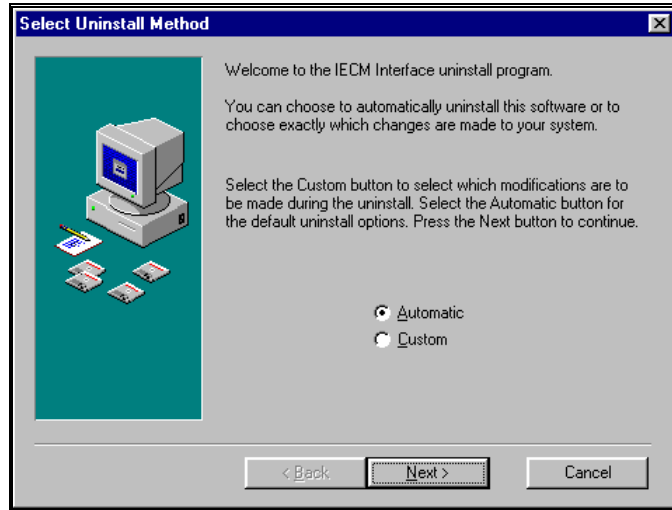 Select Uninstall Method
Welcome to the IECM Interface uninstall program.
You can choose to automatically uninstall this software or to
choose exactly which changes are made to your system.
Select the Custom button to select which modifications are to
be made during the uninstall. Select the Automatic button for
the default uninstall options. Press the Next button to continue.
Automatic
Custom
< Back
Next >
Cancel